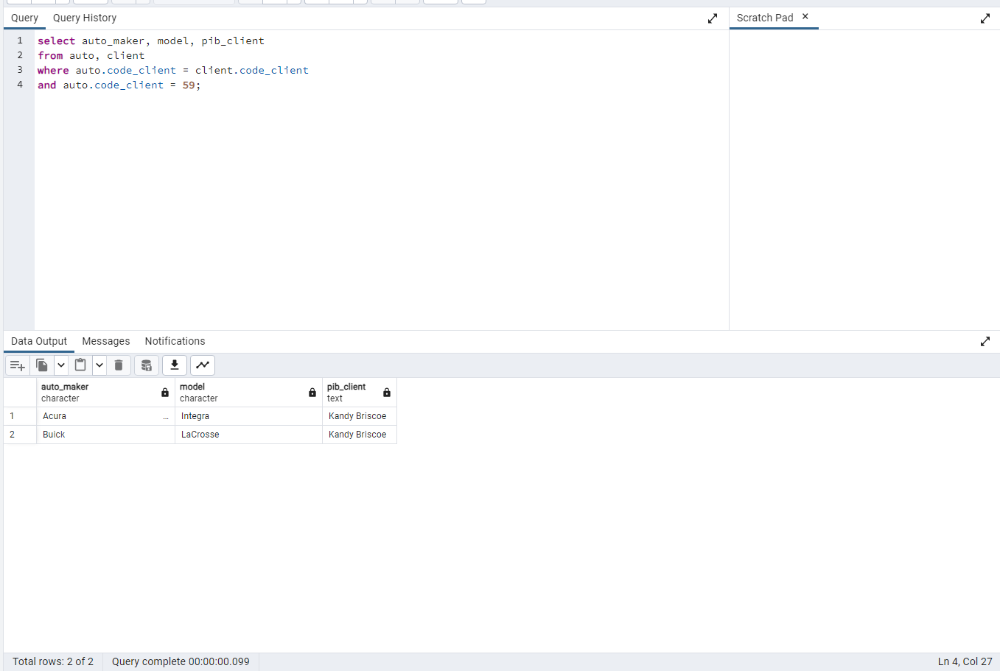 Query Query History Scratch Pad ×
1 select auto_maker, model, pib_client
2 from auto, client
3 where auto.code_client = client.code_client
4 and auto.code_client = 59;
Data Output Messages Notifications
auto_maker model pib_client
character character text
1 Acura ... Integra Kandy Briscoe
2 Buick LaCrosse Kandy Briscoe
Total rows: 2 of 2 Query complete 00:00:00.099 Ln 4, Col 27